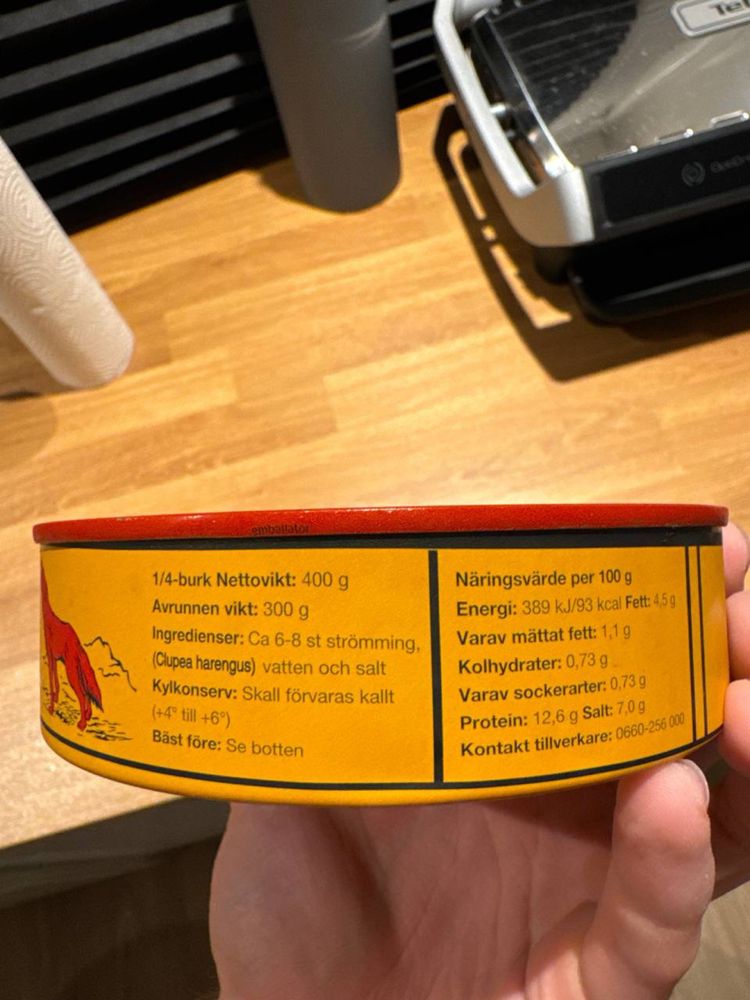 Tef
emballator
1/4-burk Nettovikt: 400 g
Avrunnen vikt: 300 g
Ingredienser: Ca 6-8 st strömming,
(Clupea harengus) vatten och salt
Kylkonserv: Skall förvaras kallt
(+4° till +6°)
Bäst före: Se botten
Näringsvärde per 100 g
Energi: 389 kJ/93 kcal Fett: 4,5 g
Varav mättat fett: 1,1 g
Kolhydrater: 0,73 g
Varav sockerarter: 0,73 g
Protein: 12,6 g Salt: 7,0 g
Kontakt tillverkare: 0660-256 000